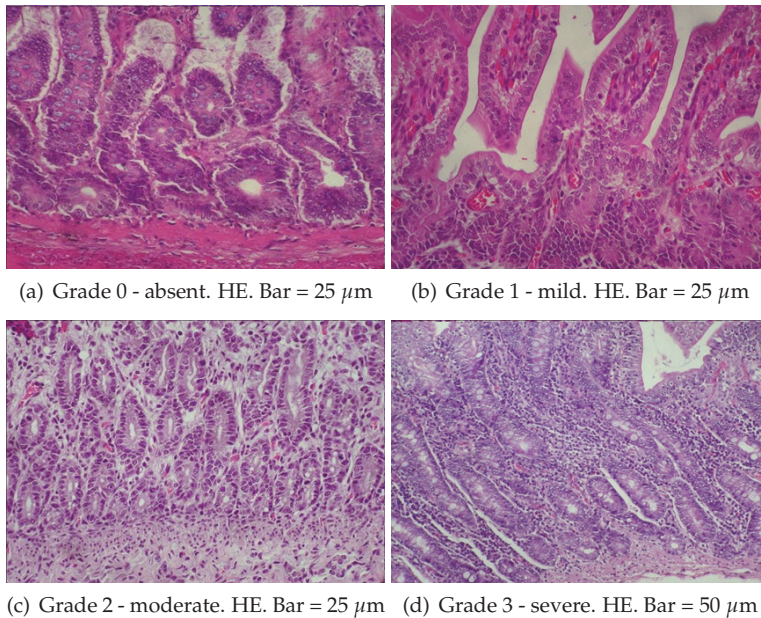 (a) Grade 0 - absent. HE. Bar = 25 µm
(b) Grade 1 - mild. HE. Bar = 25 µm
(c) Grade 2 - moderate. HE. Bar = 25 µm
(d) Grade 3 - severe. HE. Bar = 50 µm